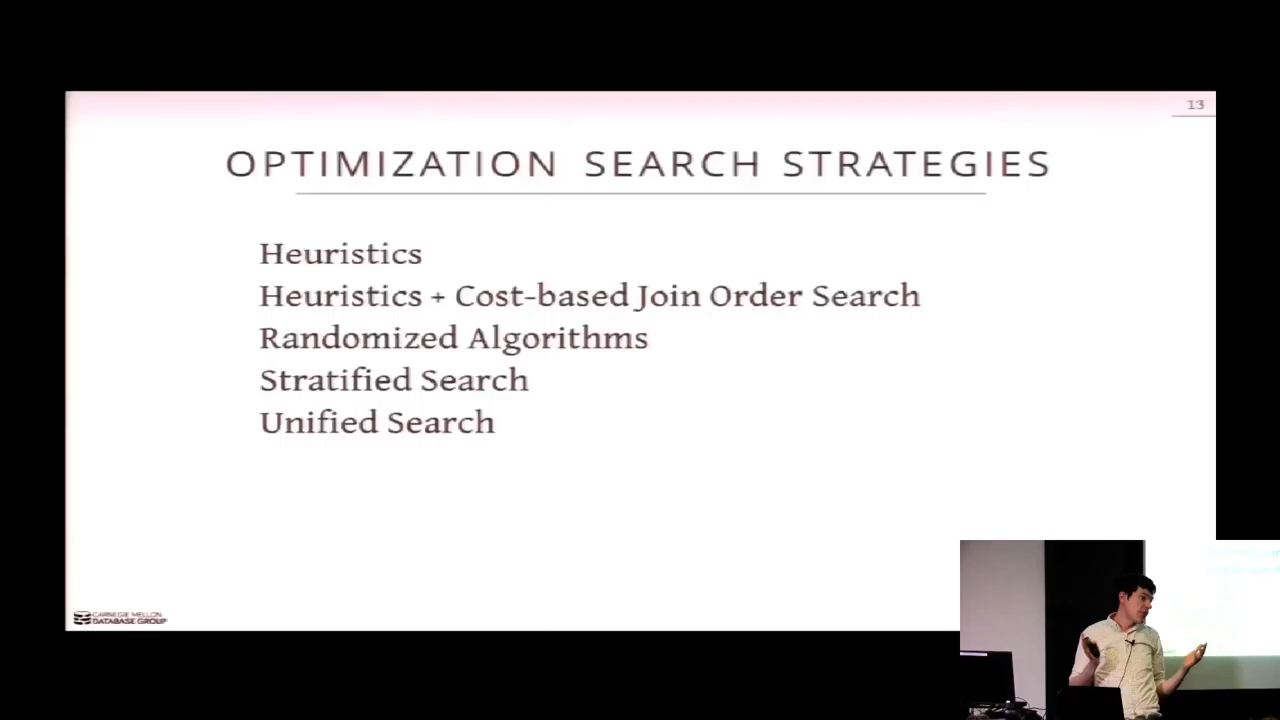 13
OPTIMIZATION SEARCH STRATEGIES
Heuristics
Heuristics + Cost-based Join Order Search
Randomized Algorithms
Stratified Search
Unified Search
CARNEGIE MELLON
DATABASE GROUP